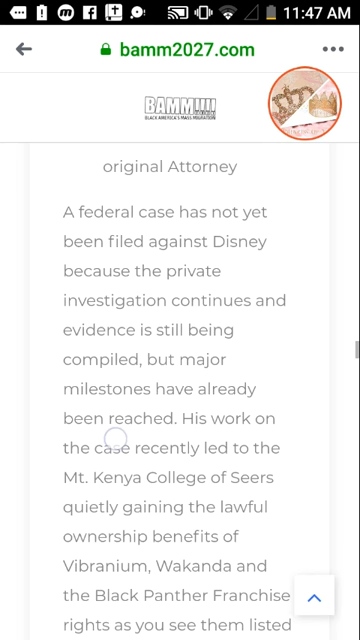 11:47 AM
bamm2027.com
BAMM!!!!
BLACK AMERICA'S MASS MIGRATION
original Attorney
A federal case has not yet
been filed against Disney
because the private
investigation continues and
evidence is still being
compiled, but major
milestones have already
been reached. His work on
the case recently led to the
Mt. Kenya College of Seers
quietly gaining the lawful
ownership benefits of
Vibranium, Wakanda and
the Black Panther Franchise
rights as you see them listed